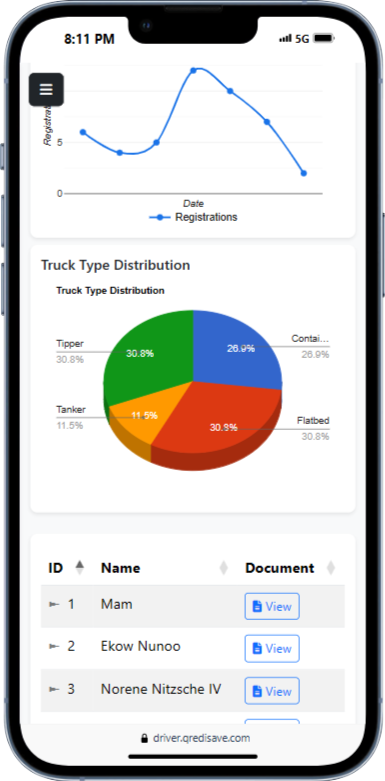 8:11 PM
5G
Registrat
5
0
Date
Registrations
Truck Type Distribution
Truck Type Distribution
Tipper
30.8%
30.8%
26.9%
Contai...
26.9%
Tanker
11.5%
11.5%
30.8%
Flatbed
30.8%
ID Name Document
1 Mam View
2 Ekow Nunoo View
3 Norene Nitzsche IV View
driver.qredisave.com